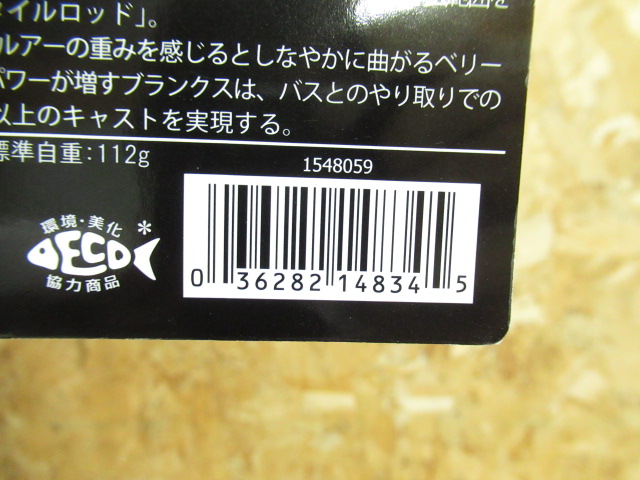 イルロッド」。
ルアーの重みを感じるとしなやかに曲がるベリー
パワーが増すブランクスは、バスとのやり取りでの
以上のキャストを実現する。
標準自重：112g
1548059
環境・美化*
ECO
協力商品
0 36282 14834 5